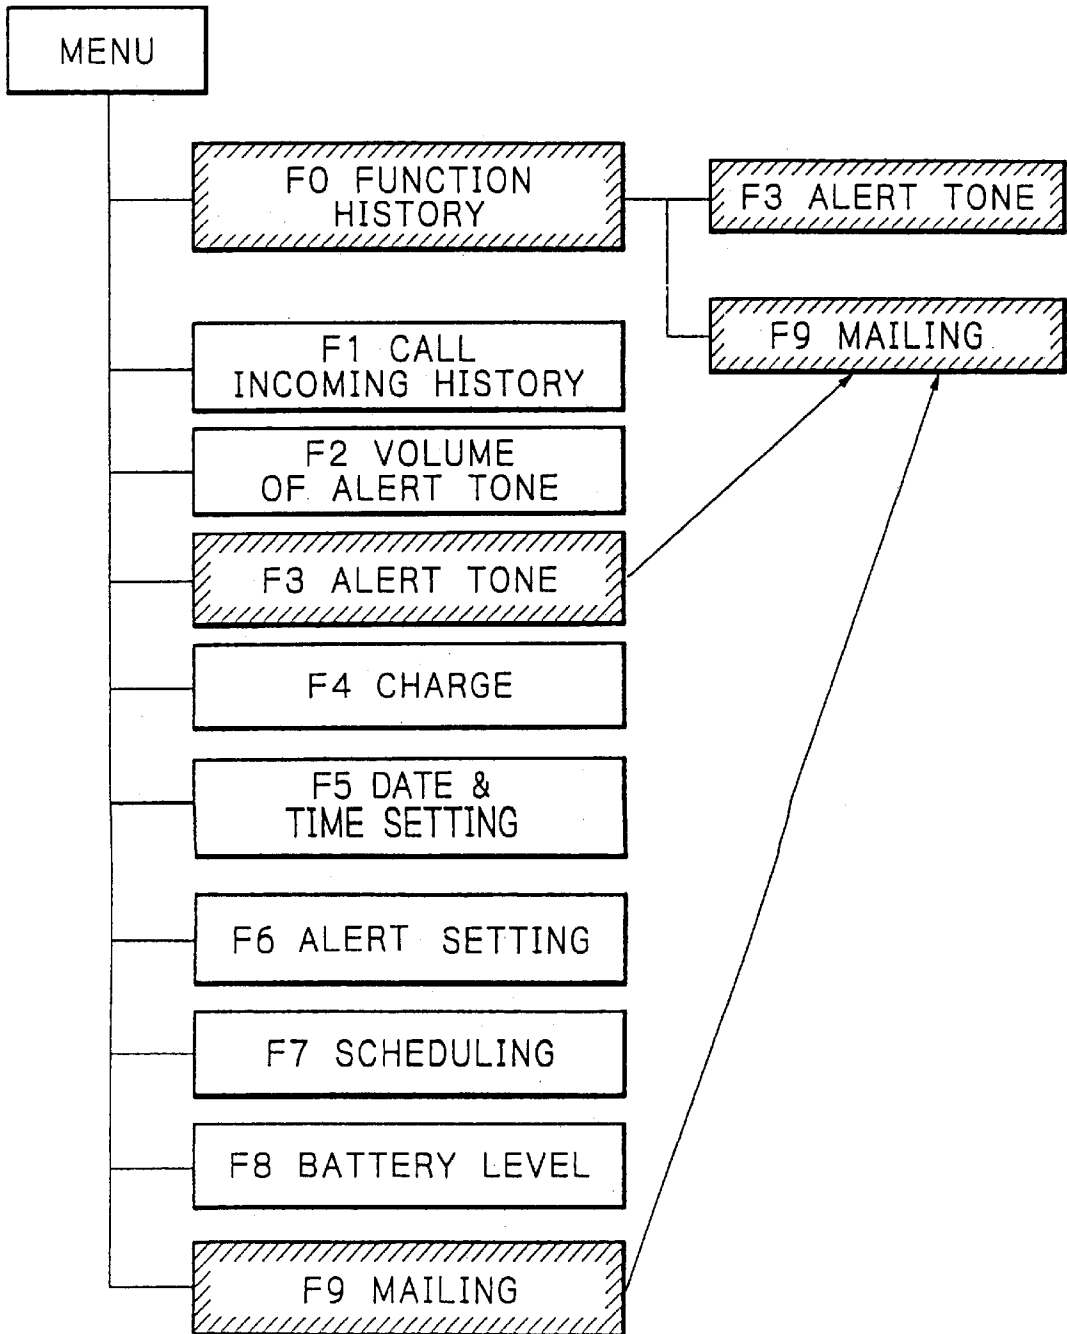 MENU
F0 FUNCTION
HISTORY
F3 ALERT TONE
F9 MAILING
F1 CALL
INCOMING HISTORY
F2 VOLUME
OF ALERT TONE
F3 ALERT TONE
F4 CHARGE
F5 DATE &
TIME SETTING
F6 ALERT SETTING
F7 SCHEDULING
F8 BATTERY LEVEL
F9 MAILING